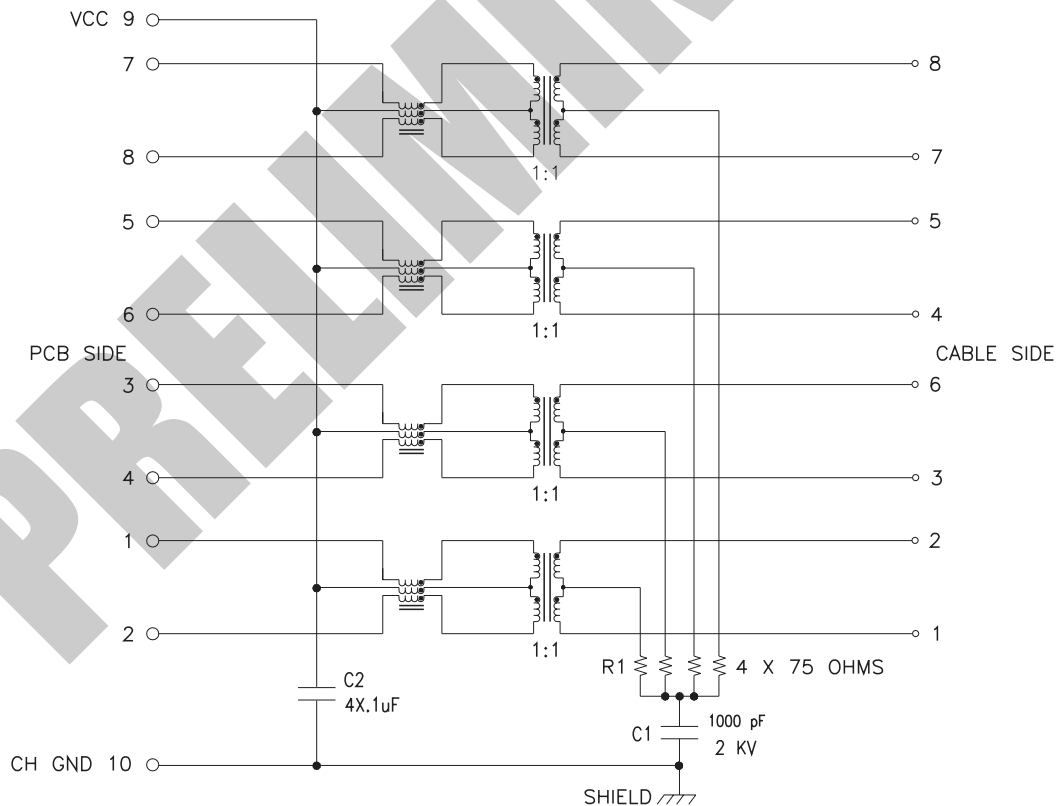 VCC 9
7
8
8
7
1:1
5
5
6
4
1:1
PCB SIDE
CABLE SIDE
3
6
4
3
1:1
1
2
2
1
1:1
R1
4 X 75 OHMS
C2
4X.1uF
C1
1000 pF
2 KV
CH GND 10
SHIELD
PRELIMIN